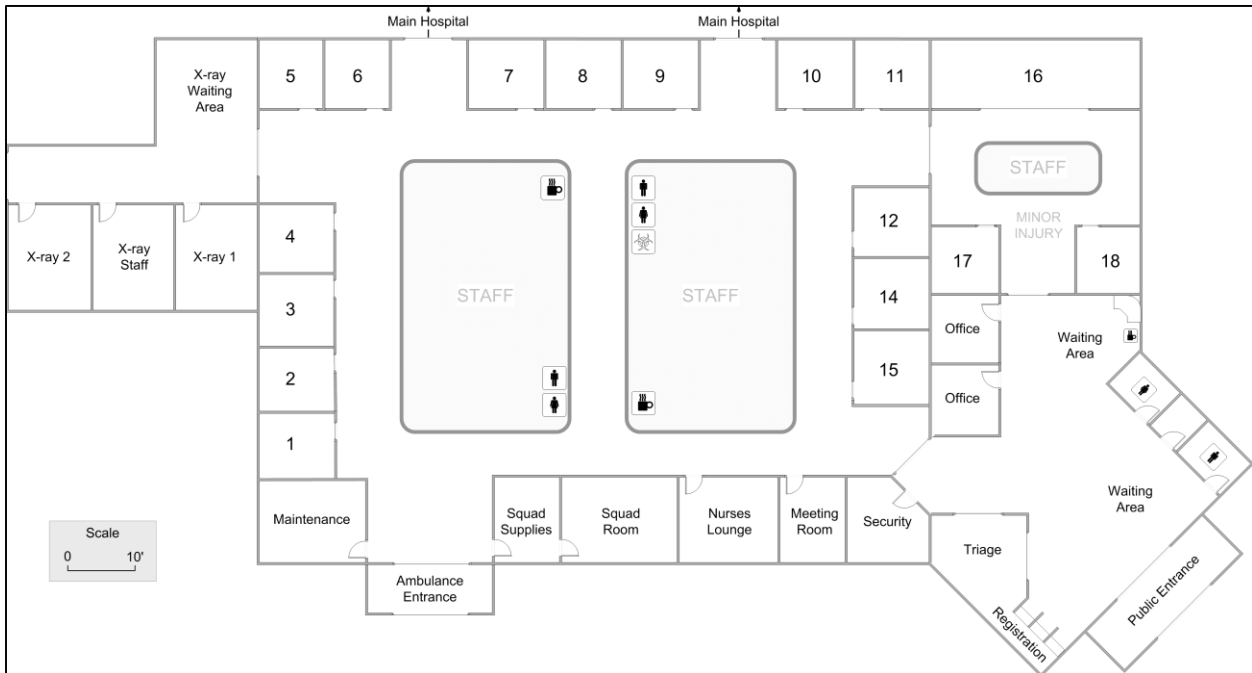 Main Hospital
Main Hospital
X-ray
Waiting
Area
5
6
7
8
9
10
11
16
STAFF
MINOR
INJURY
4
12
17
18
X-ray 2
X-ray
Staff
X-ray 1
STAFF
STAFF
3
14
Office
Waiting
Area
2
15
Office
1
Maintenance
Squad
Supplies
Squad
Room
Nurses
Lounge
Meeting
Room
Security
Waiting
Area
Scale
0
10'
Triage
Ambulance
Entrance
Public Entrance
Registration